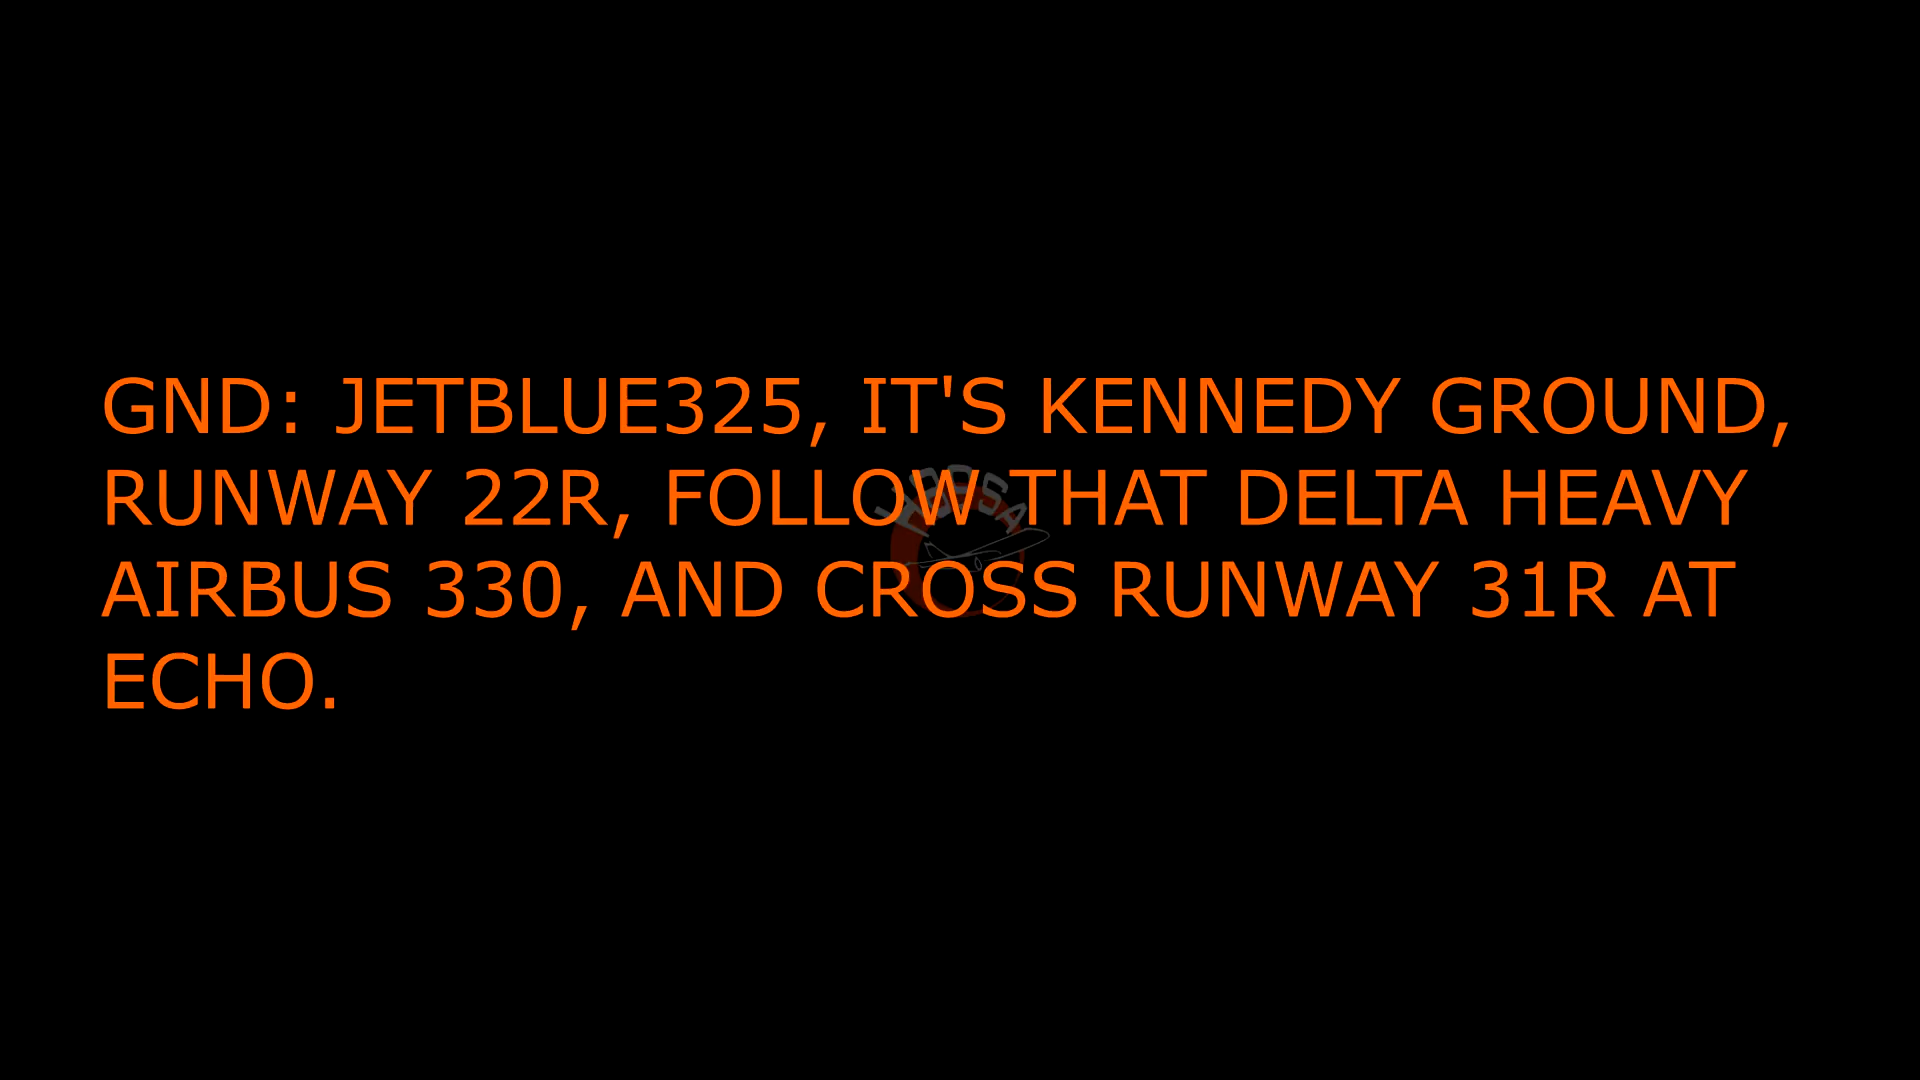 GND: JETBLUE325, IT'S KENNEDY GROUND,
RUNWAY 22R, FOLLOW THAT DELTA HEAVY
AIRBUS 330, AND CROSS RUNWAY 31R AT
ECHO.